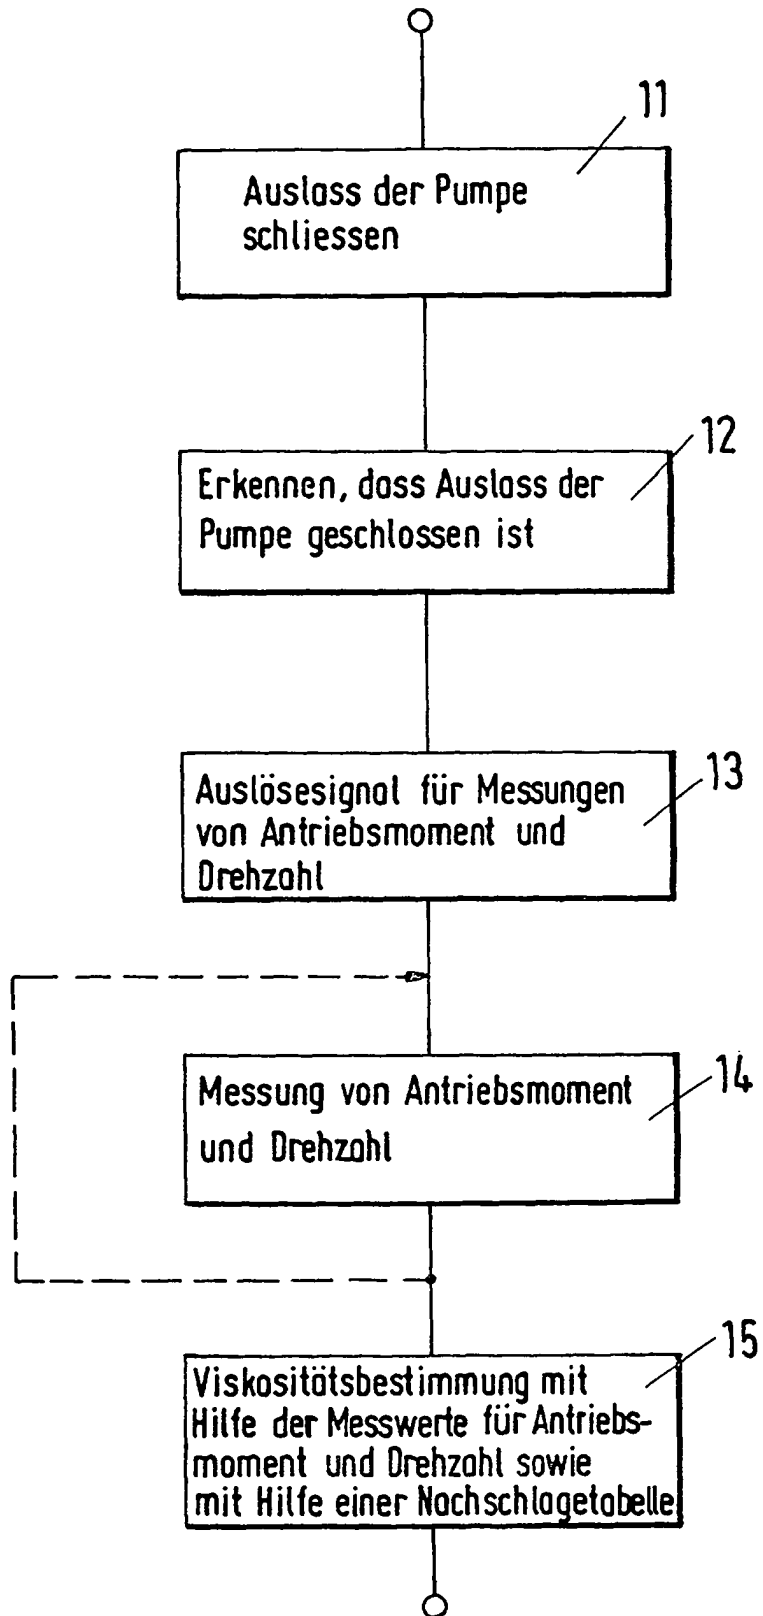 11
Auslass der Pumpe
schliessen
12
Erkennen, dass Auslass der
Pumpe geschlossen ist
13
Auslösesignal für Messungen
von Antriebsmoment und
Drehzahl
14
Messung von Antriebsmoment
und Drehzahl
15
Viskositätsbestimmung mit
Hilfe der Messwerte für Antriebs-
moment und Drehzahl sowie
mit Hilfe einer Nachschlagetabelle